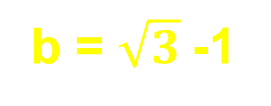 b = √3 -1